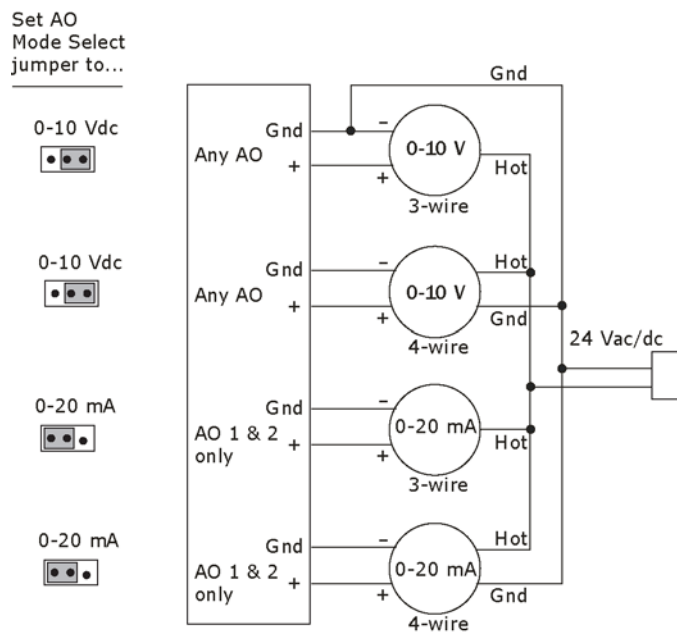 Set AO
Mode Select
jumper to...
Gnd
0-10 Vdc
Gnd
-
Any AO
+
+
0-10 V
Hot
3-wire
0-10 Vdc
Gnd
-
Hot
Any AO
+
+
0-10 V
Gnd
4-wire
24 Vac/dc
0-20 mA
Gnd
-
AO 1 & 2
only
+
+
0-20 mA
Hot
3-wire
0-20 mA
Gnd
-
Hot
AO 1 & 2
only
+
+
0-20 mA
Gnd
4-wire